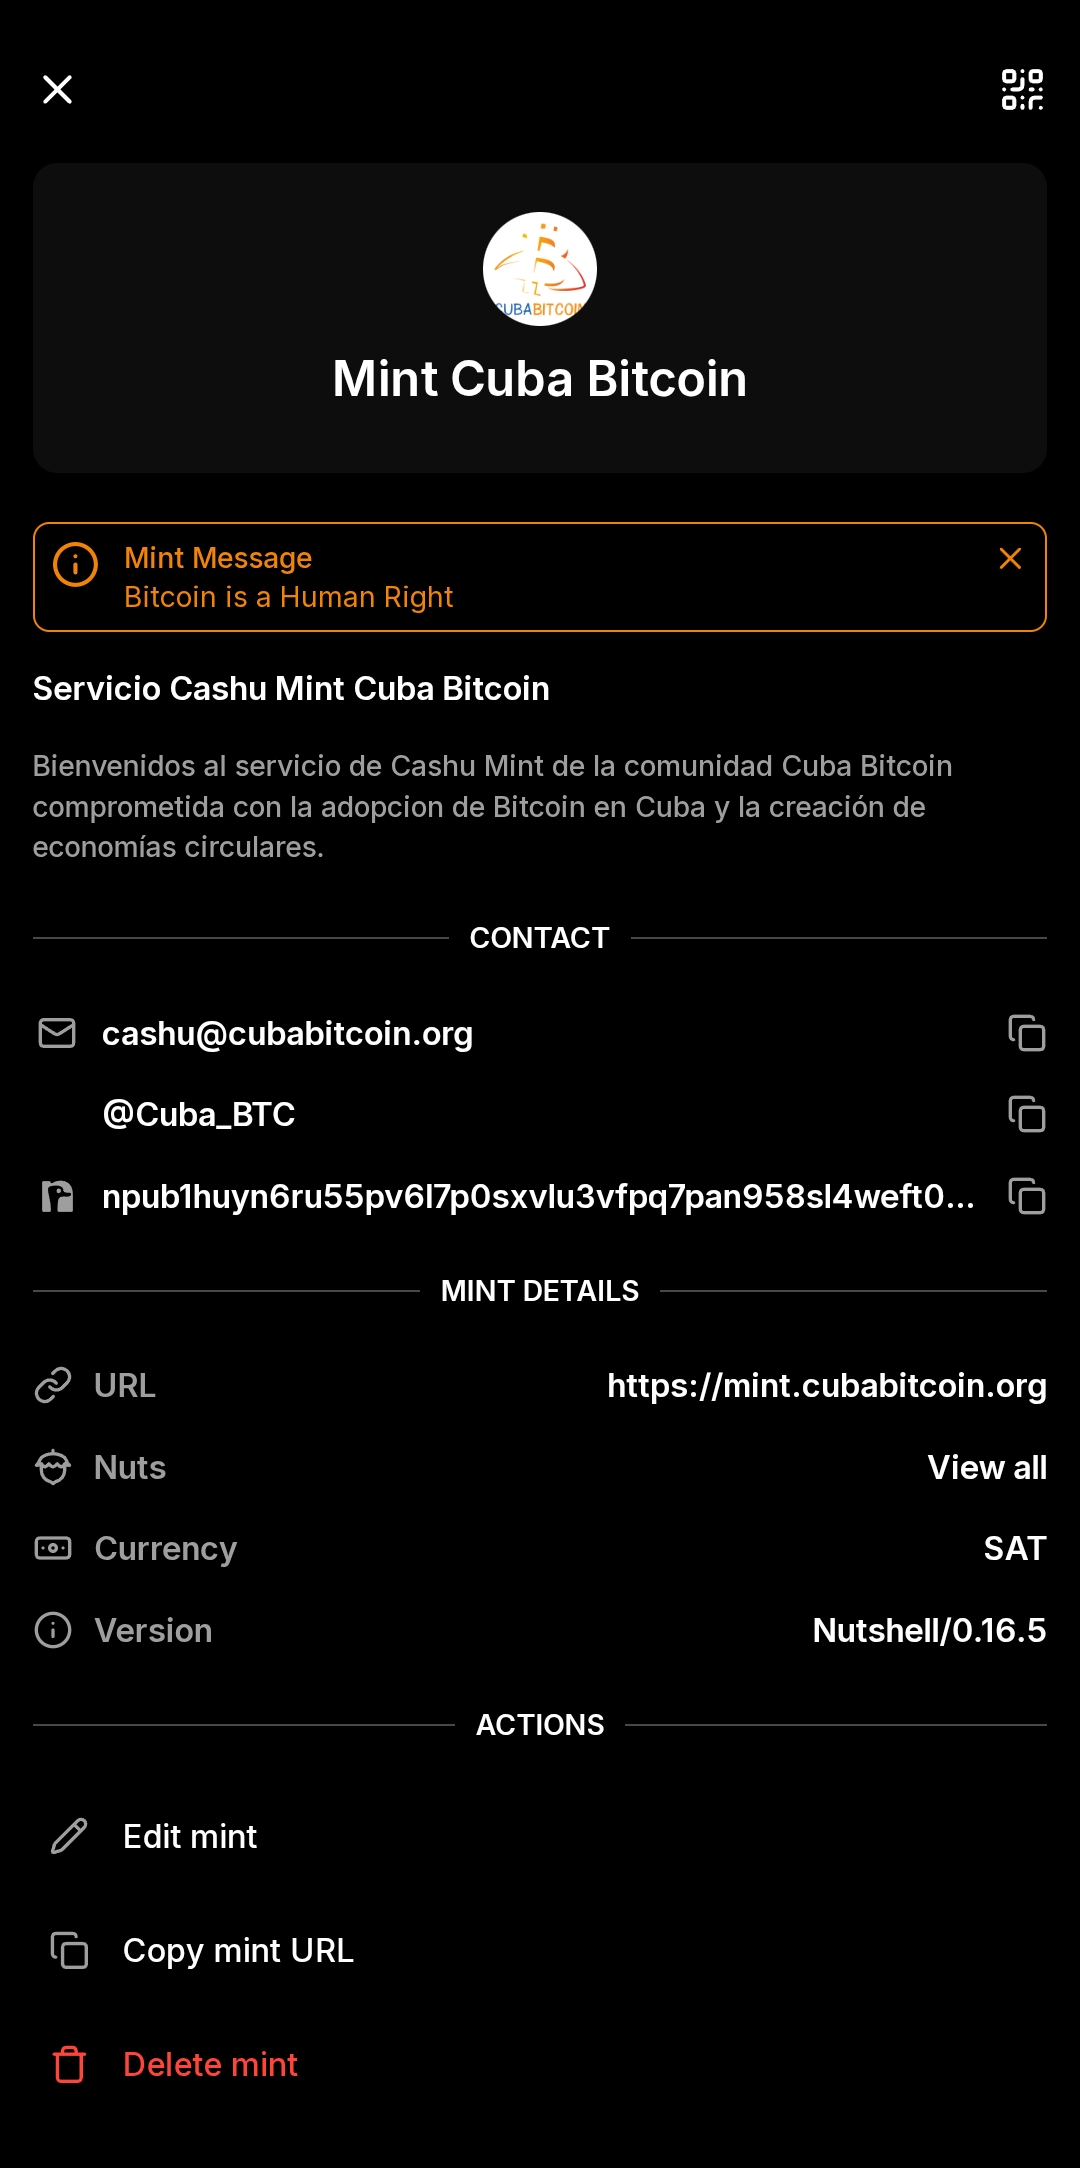 CUBABITCOIN
Mint Cuba Bitcoin
Mint Message
Bitcoin is a Human Right
Servicio Cashu Mint Cuba Bitcoin
Bienvenidos al servicio de Cashu Mint de la comunidad Cuba Bitcoin
comprometida con la adopcion de Bitcoin en Cuba y la creación de
economías circulares.
CONTACT
cashu@cubabitcoin.org
@Cuba_BTC
npub1huyn6ru55pv6l7p0sxvlu3vfpq7pan958sl4weft0...
MINT DETAILS
URL
https://mint.cubabitcoin.org
Nuts
View all
Currency
SAT
Version
Nutshell/0.16.5
ACTIONS
Edit mint
Copy mint URL
Delete mint